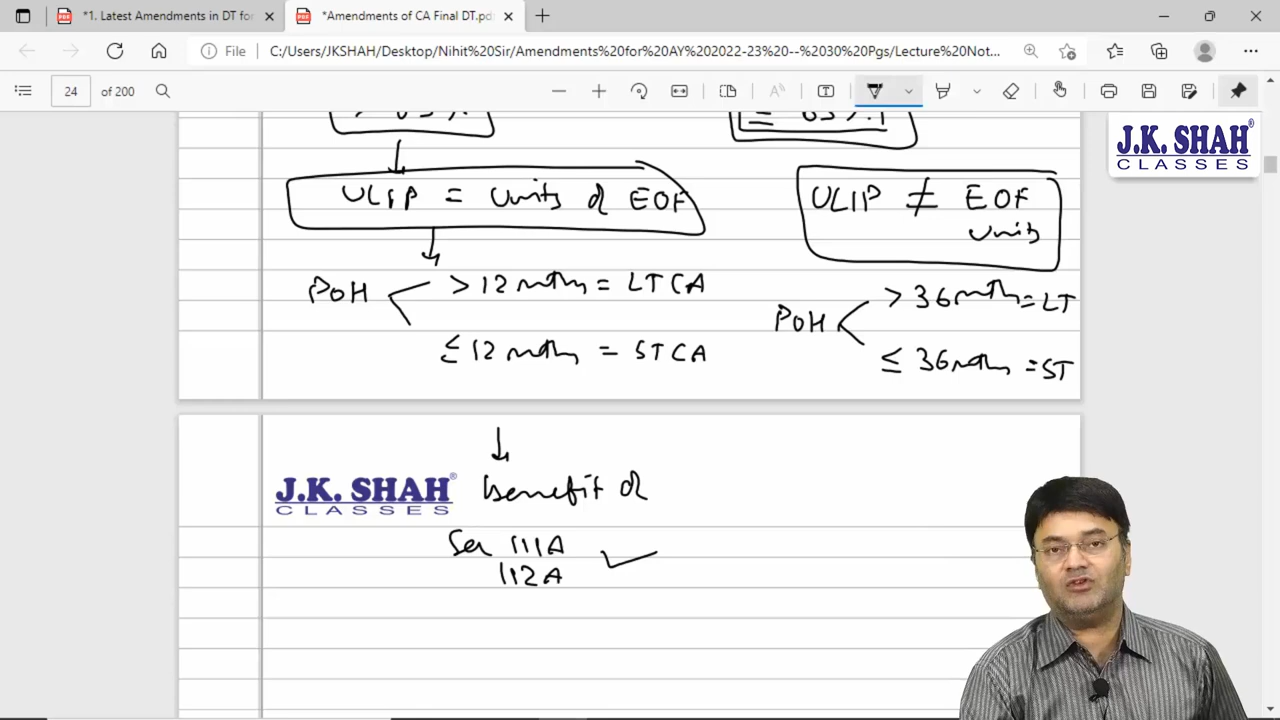 *1. Latest Amendments in DT for
*Amendments of CA Final DT.pd
File
C:/Users/JKSHAH/Desktop/Nihit%20Sir/Amendments%20for%20AY%202022-23%20--%2030%20Pgs/Lecture%20Not...
24 of 200
J.K. SHAH®
CLASSES
ULIP = Units of EOF
ULIP ≠ EOF
Units
POH
> 12 mths = LTCA
≤ 12 mths = STCA
POH
> 36 mths = LT
≤ 36 mths = ST
J.K. SHAH®
CLASSES
benefit of
Sec 111A
112A